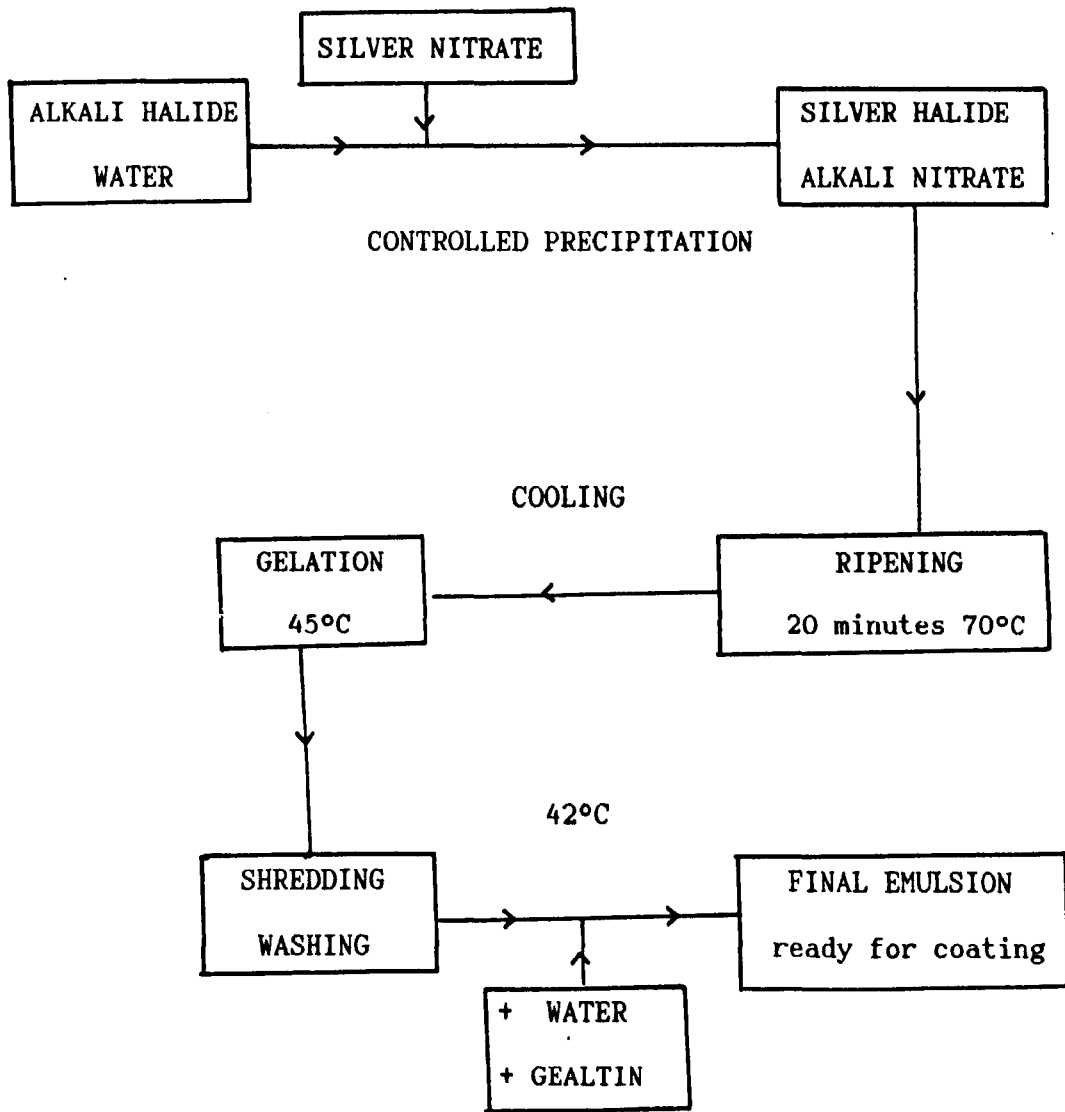 SILVER NITRATE
ALKALI HALIDE
WATER
SILVER HALIDE
ALKALI NITRATE
CONTROLLED PRECIPITATION
COOLING
GELATION
45°C
RIPENING
20 minutes 70°C
42°C
SHREDDING
WASHING
FINAL EMULSION
ready for coating
+ WATER
+ GEALTIN